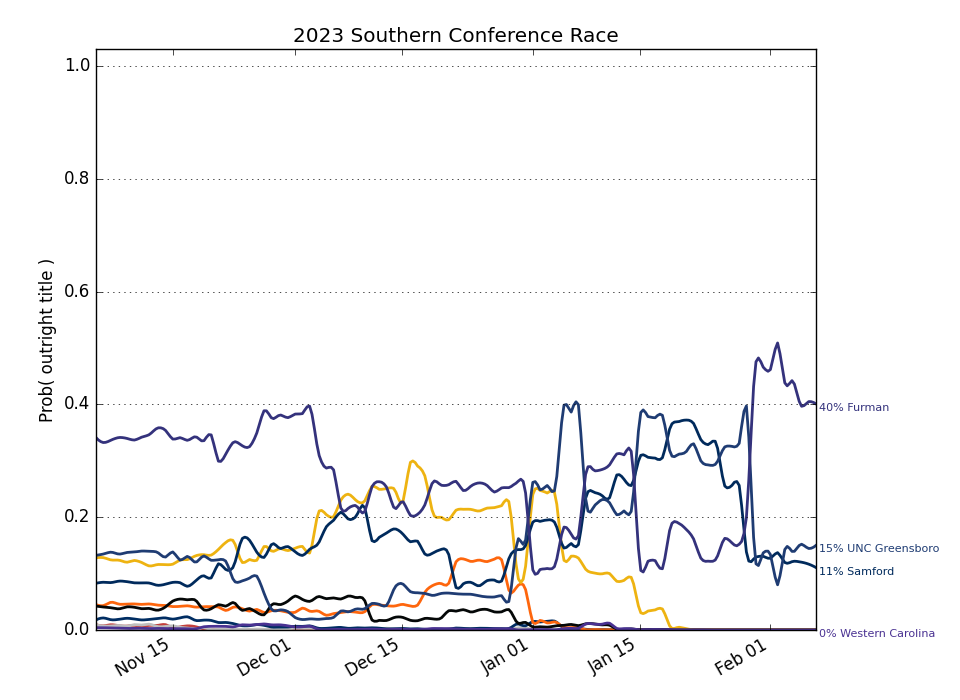 2023 Southern Conference Race
Prob( outright title )
1.0
0.8
0.6
0.4
0.2
0.0
40% Furman
15% UNC Greensboro
11% Samford
0% Western Carolina
Nov 15
Dec 01
Dec 15
Jan 01
Jan 15
Feb 01